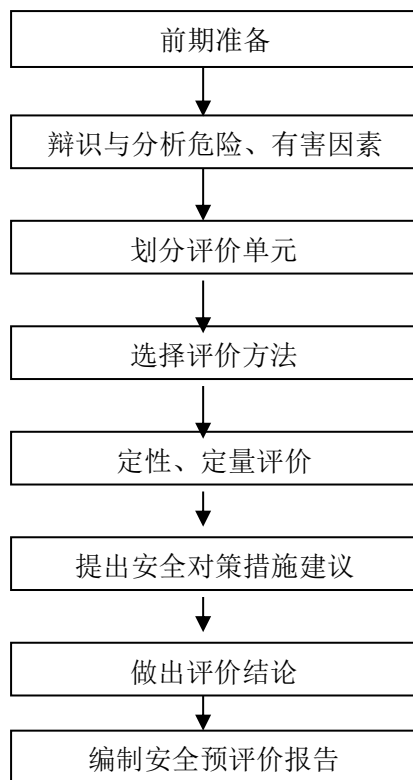 前期准备
辩识与分析危险、有害因素
划分评价单元
选择评价方法
定性、定量评价
提出安全对策措施建议
做出评价结论
编制安全预评价报告